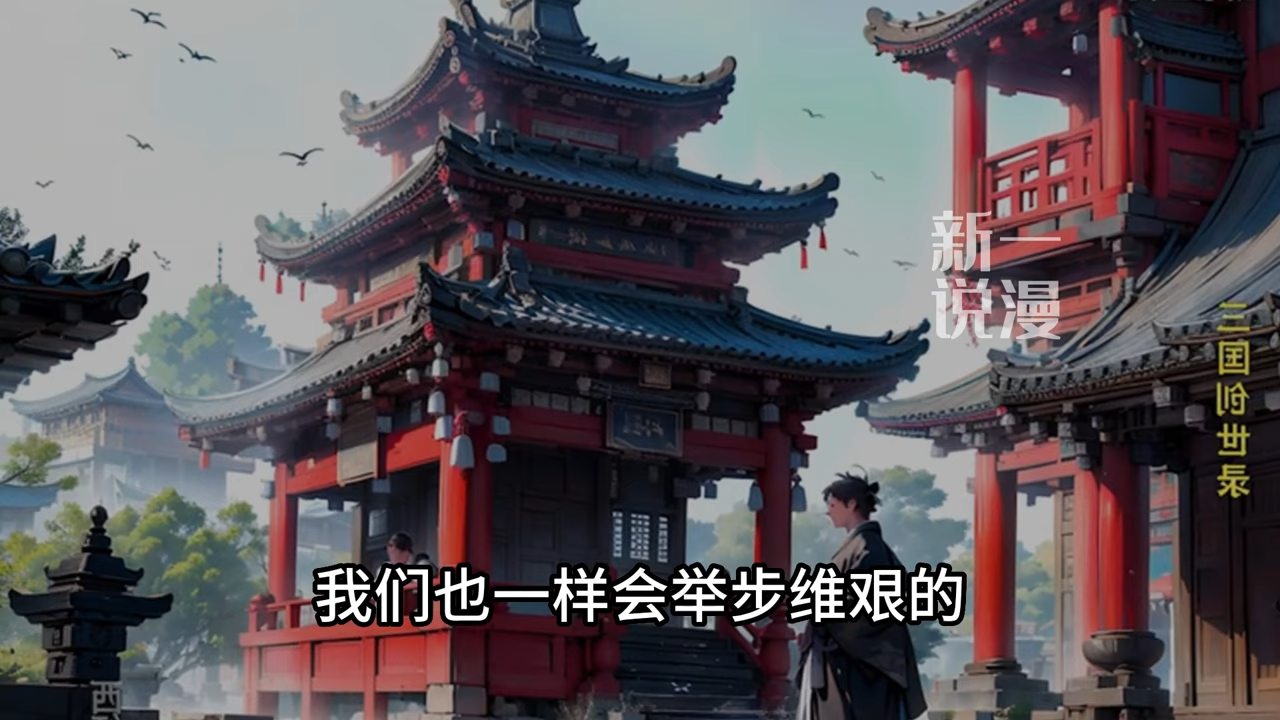 新一
说漫
三国创世录
我们也一样会举步维艰的
西